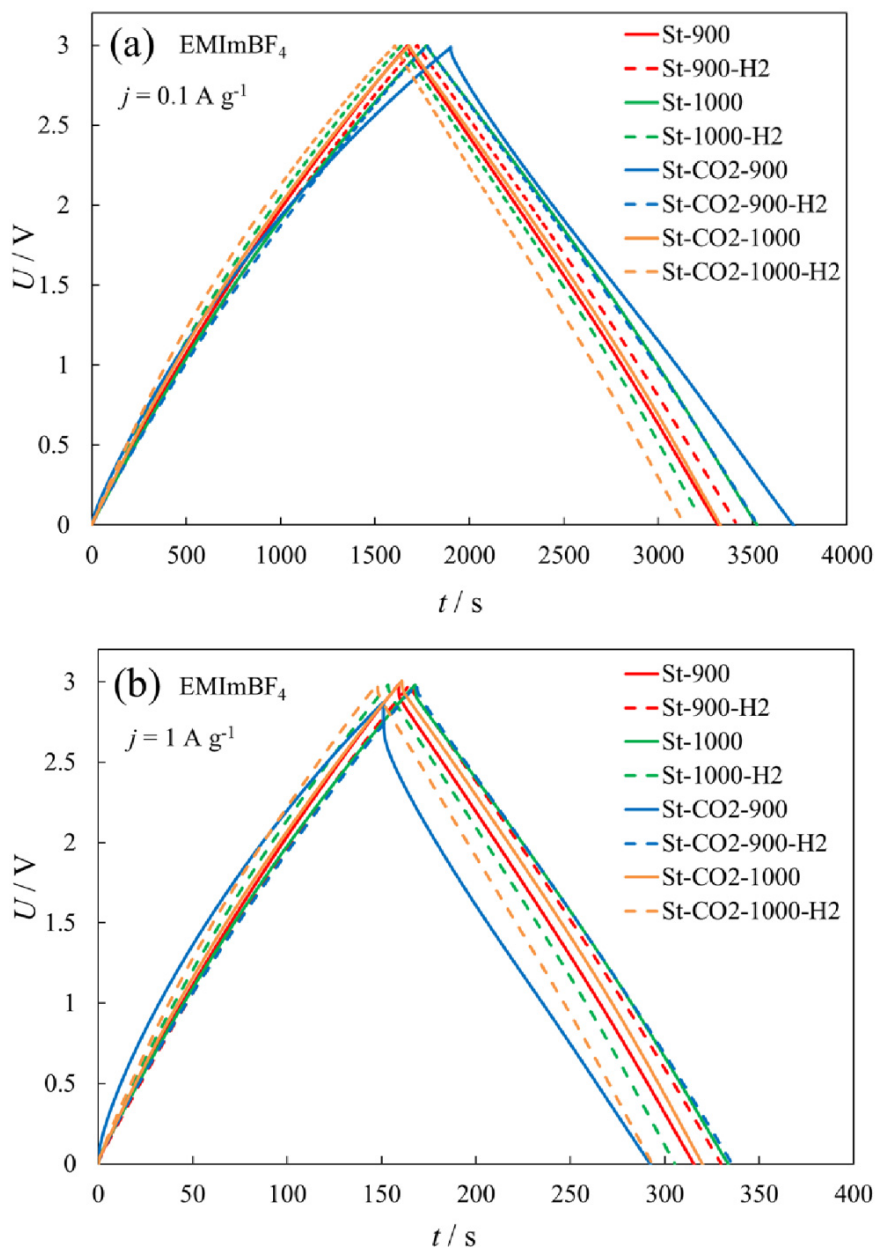 (a) EMImBF4
j = 0.1 A g-1
St-900
St-900-H2
St-1000
St-1000-H2
St-CO2-900
St-CO2-900-H2
St-CO2-1000
St-CO2-1000-H2
U / V
3
2.5
2
1.5
1
0.5
0
0 500 1000 1500 2000 2500 3000 3500 4000
t / s
(b) EMImBF4
j = 1 A g-1
St-900
St-900-H2
St-1000
St-1000-H2
St-CO2-900
St-CO2-900-H2
St-CO2-1000
St-CO2-1000-H2
U / V
3
2.5
2
1.5
1
0.5
0
0 50 100 150 200 250 300 350 400
t / s